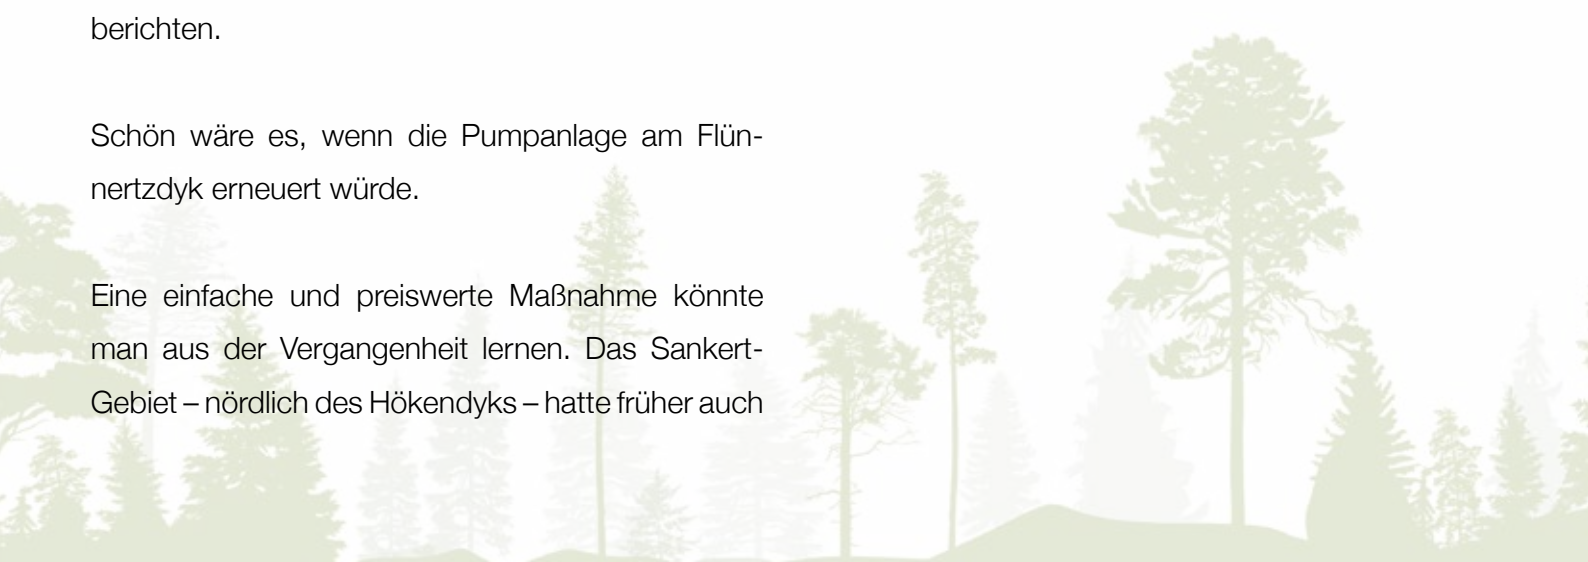 berichten.
Schön wäre es, wenn die Pumpanlage am Flün-
nertzdyk erneuert würde.
Eine einfache und preiswerte Maßnahme könnte
man aus der Vergangenheit lernen. Das Sankert-
Gebiet – nördlich des Hökendyks – hatte früher auch